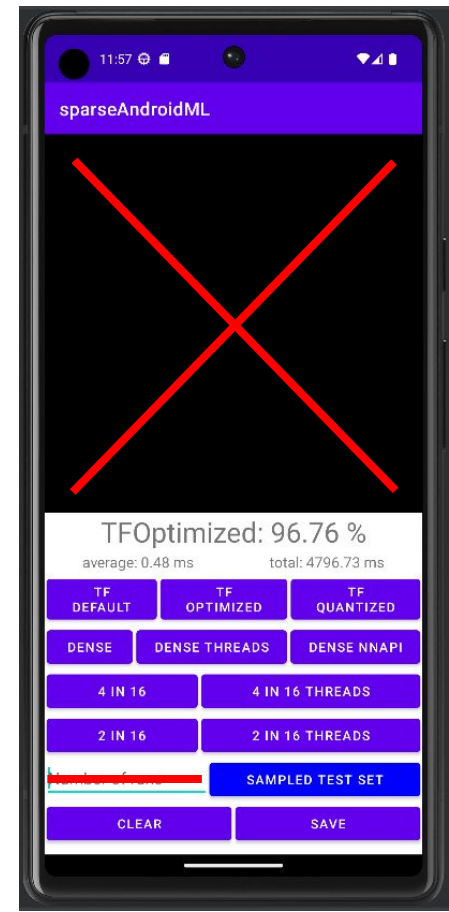 11:57
sparseAndroidML
TFOptimized: 96.76 %
average: 0.48 ms total: 4796.73 ms
TF DEFAULT TF OPTIMIZED TF QUANTIZED
DENSE DENSE THREADS DENSE NNAPI
4 IN 16 4 IN 16 THREADS
2 IN 16 2 IN 16 THREADS
SAMPLED TEST SET
CLEAR SAVE